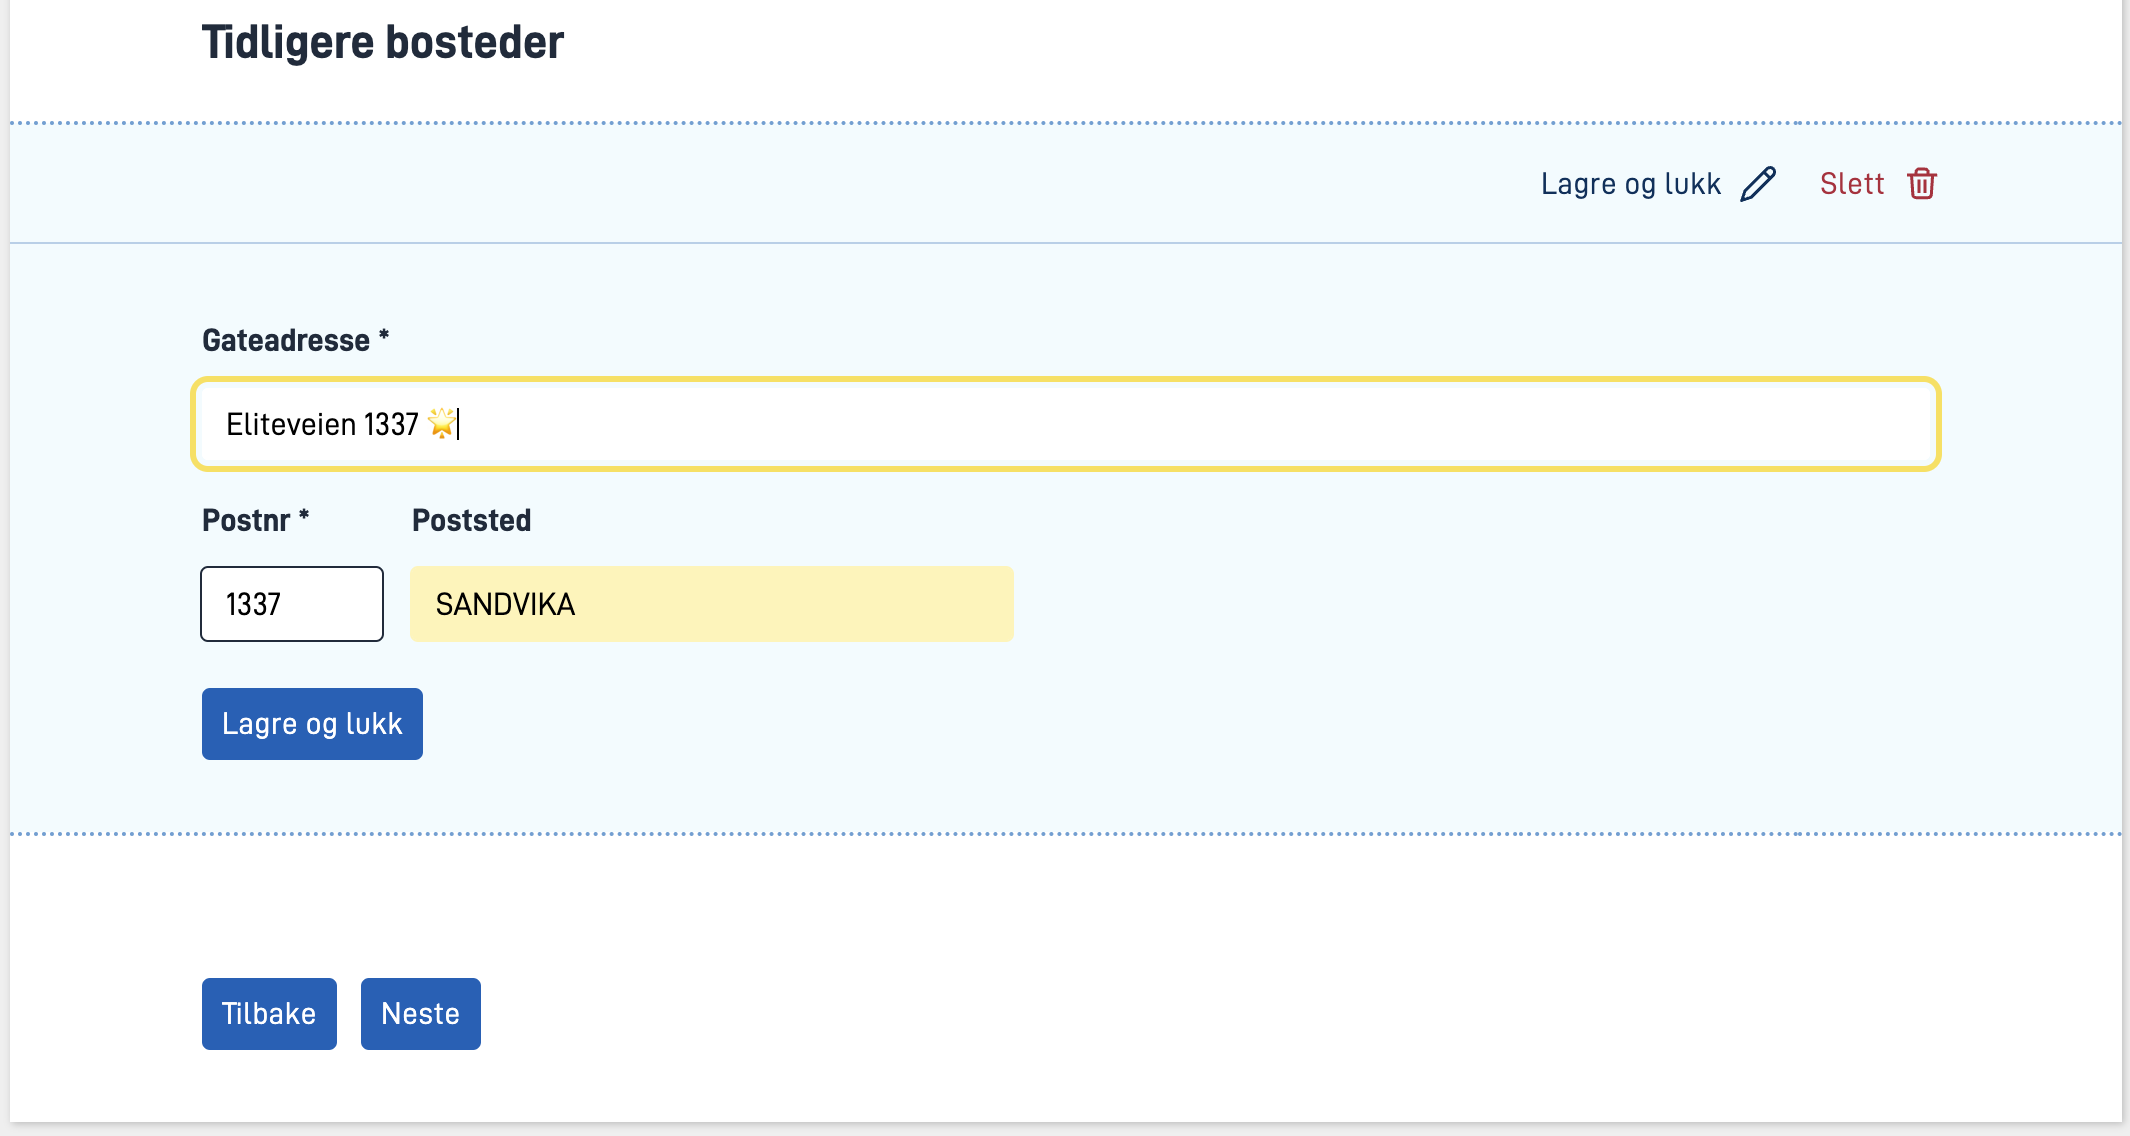 Tidligere bosteder
Lagre og lukk Slett
Gateadresse *
Eliteveien 1337 🌟
Postnr * Poststed
1337 SANDVIKA
Lagre og lukk
Tilbake Neste